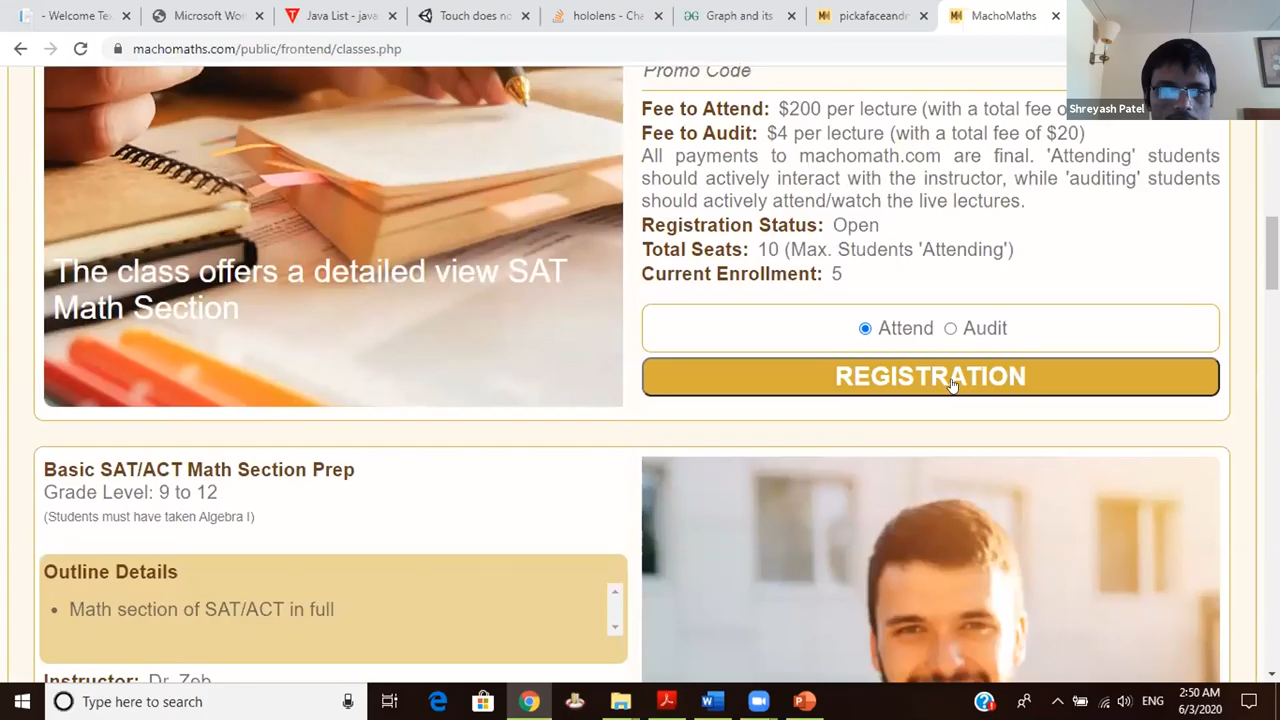 - Welcome Te
Microsoft Wor
Java List - java
Touch does no
hololens - Cha
Graph and its
pickafaceandr
MachoMaths
machomaths.com/public/frontend/classes.php
Shreyash Patel
Promo Code
Fee to Attend: $200 per lecture (with a total fee o
Fee to Audit: $4 per lecture (with a total fee of $20)
All payments to machomath.com are final. 'Attending' students
should actively interact with the instructor, while 'auditing' students
should actively attend/watch the live lectures.
Registration Status: Open
Total Seats: 10 (Max. Students 'Attending')
Current Enrollment: 5
The class offers a detailed view SAT
Math Section
Attend Audit
REGISTRATION
Basic SAT/ACT Math Section Prep
Grade Level: 9 to 12
(Students must have taken Algebra I)
Outline Details
• Math section of SAT/ACT in full
Instructor: Dr. Zeb
Type here to search
ENG
2:50 AM
6/3/2020